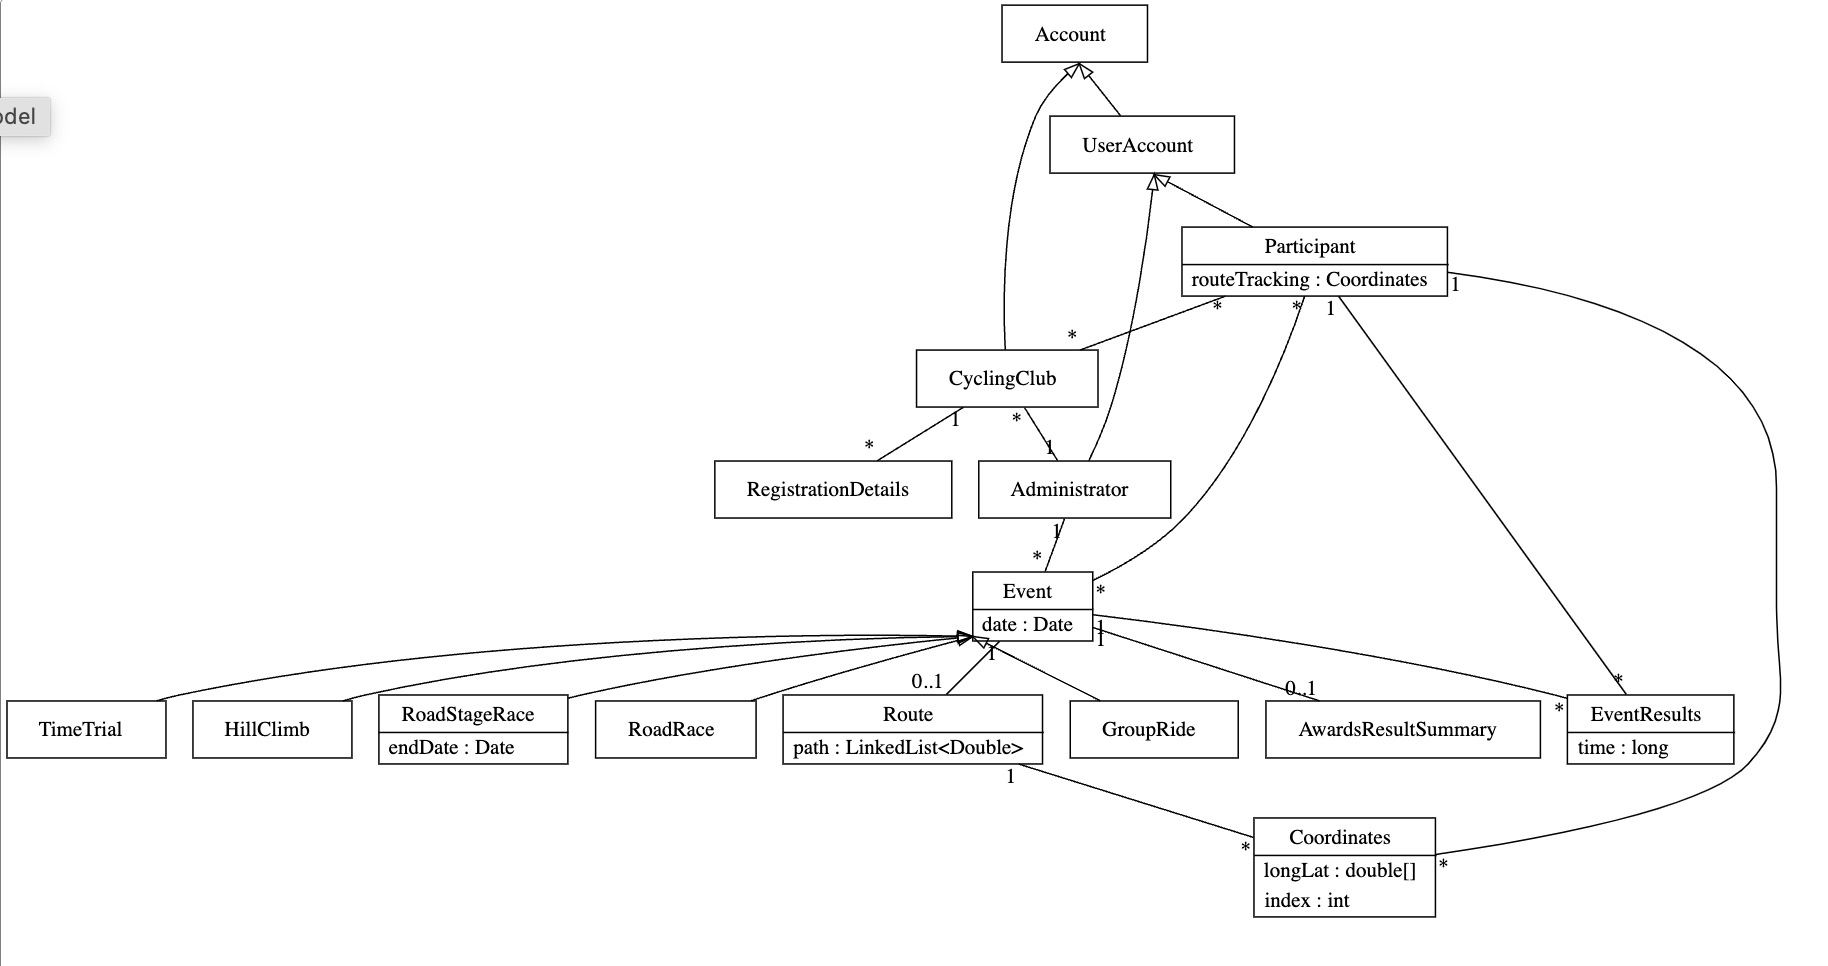 Account
odel
UserAccount
Participant
routeTracking : Coordinates
1
*
*
1
*
CyclingClub
1
*
*
1
RegistrationDetails
Administrator
1
*
Event
*
date : Date
1
1
1
0..1
0..1
*
*
TimeTrial
HillClimb
RoadStageRace
endDate : Date
RoadRace
Route
path : LinkedList<Double>
GroupRide
AwardsResultSummary
EventResults
time : long
1
*
Coordinates
*
longLat : double[]
index : int